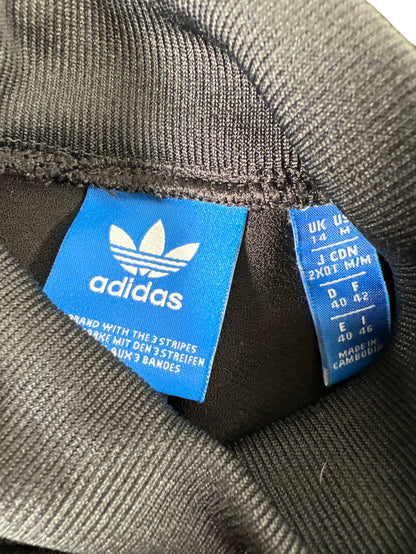 adidas
BRAND WITH THE 3 STRIPES
MIT DEN 3 STREIFEN
AUX 3 BANDES
UK US
14 M
J CDN
2XOT M/M
D F
40 42
E I
40 46
MADE IN
CAMBODIA